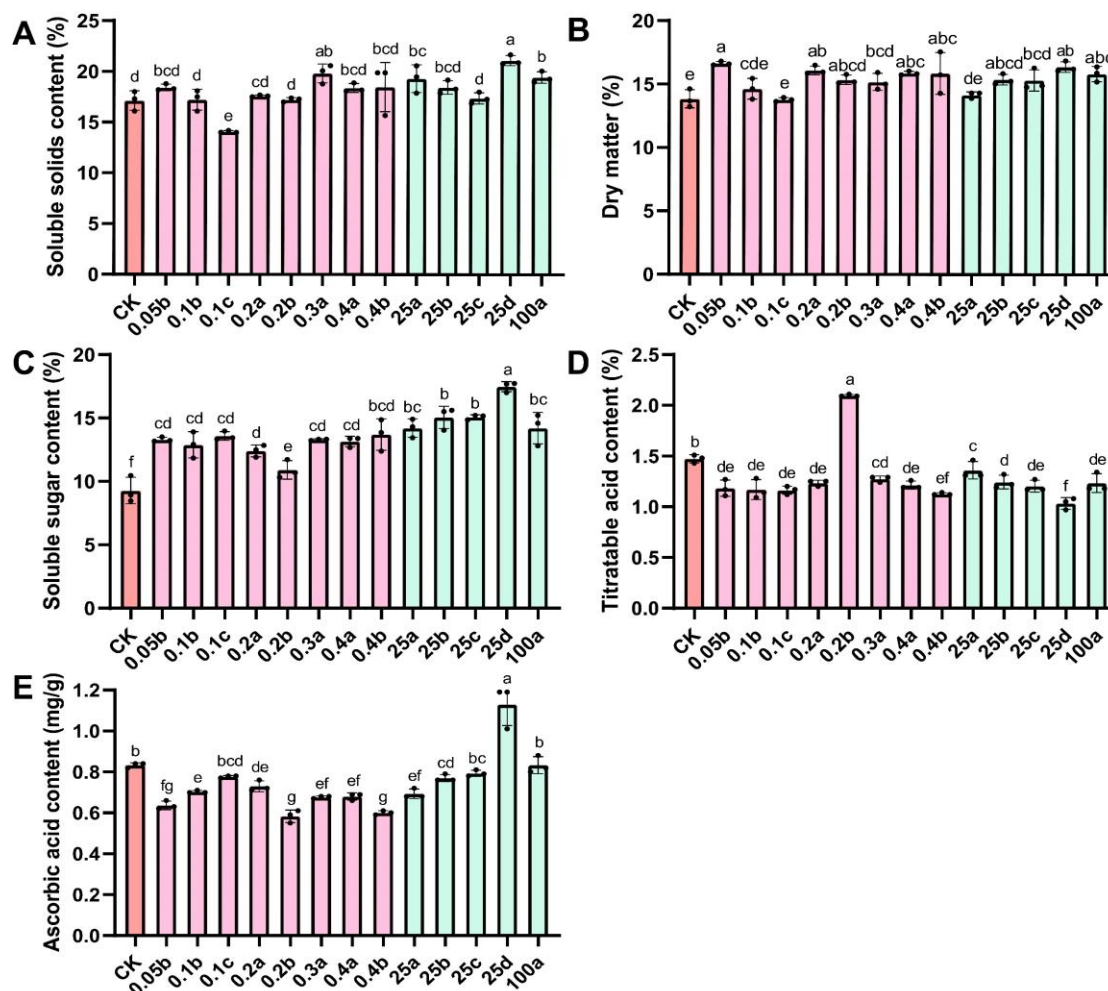 A
Soluble solids content (%)
25
20
15
10
5
0
d bcd d e cd d ab bcd bcd bc bcd d a b
CK 0.05b 0.1b 0.1c 0.2a 0.2b 0.3a 0.4a 0.4b 25a 25b 25c 25d 100a
B
Dry matter (%)
20
15
10
5
0
e a cde e ab abcd bcd abc abc de abcd bcd ab abc
CK 0.05b 0.1b 0.1c 0.2a 0.2b 0.3a 0.4a 0.4b 25a 25b 25c 25d 100a
C
Soluble sugar content (%)
20
15
10
5
0
f cd cd cd d e cd cd bcd bc b b a bc
CK 0.05b 0.1b 0.1c 0.2a 0.2b 0.3a 0.4a 0.4b 25a 25b 25c 25d 100a
D
Titratable acid content (%)
2.5
2.0
1.5
1.0
0.5
0.0
b de de de de a cd de ef c d de f de
CK 0.05b 0.1b 0.1c 0.2a 0.2b 0.3a 0.4a 0.4b 25a 25b 25c 25d 100a
E
Ascorbic acid content (mg/g)
1.2
1.0
0.8
0.6
0.4
0.2
0.0
b fg e bcd de g ef ef g ef cd bc a b
CK 0.05b 0.1b 0.1c 0.2a 0.2b 0.3a 0.4a 0.4b 25a 25b 25c 25d 100a